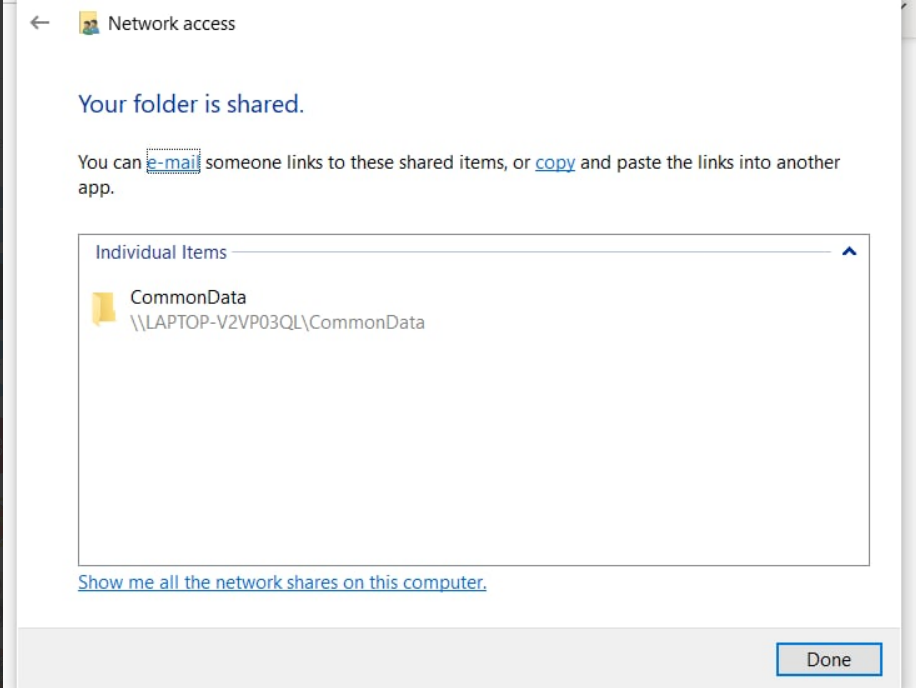 Network access
Your folder is shared.
You can e-mail someone links to these shared items, or copy and paste the links into another
app.
Individual Items
CommonData
\\LAPTOP-V2VP03QL\CommonData
Show me all the network shares on this computer.
Done